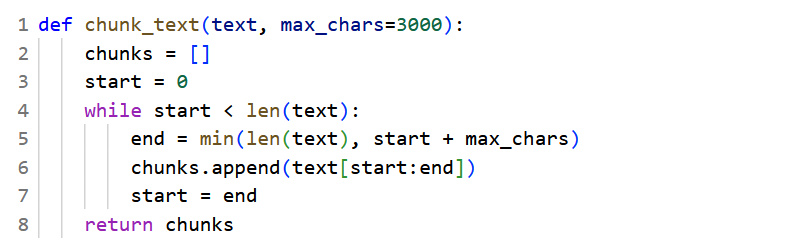 1 def chunk_text(text, max_chars=3000):
2     chunks = []
3     start = 0
4     while start < len(text):
5         end = min(len(text), start + max_chars)
6         chunks.append(text[start:end])
7         start = end
8     return chunks